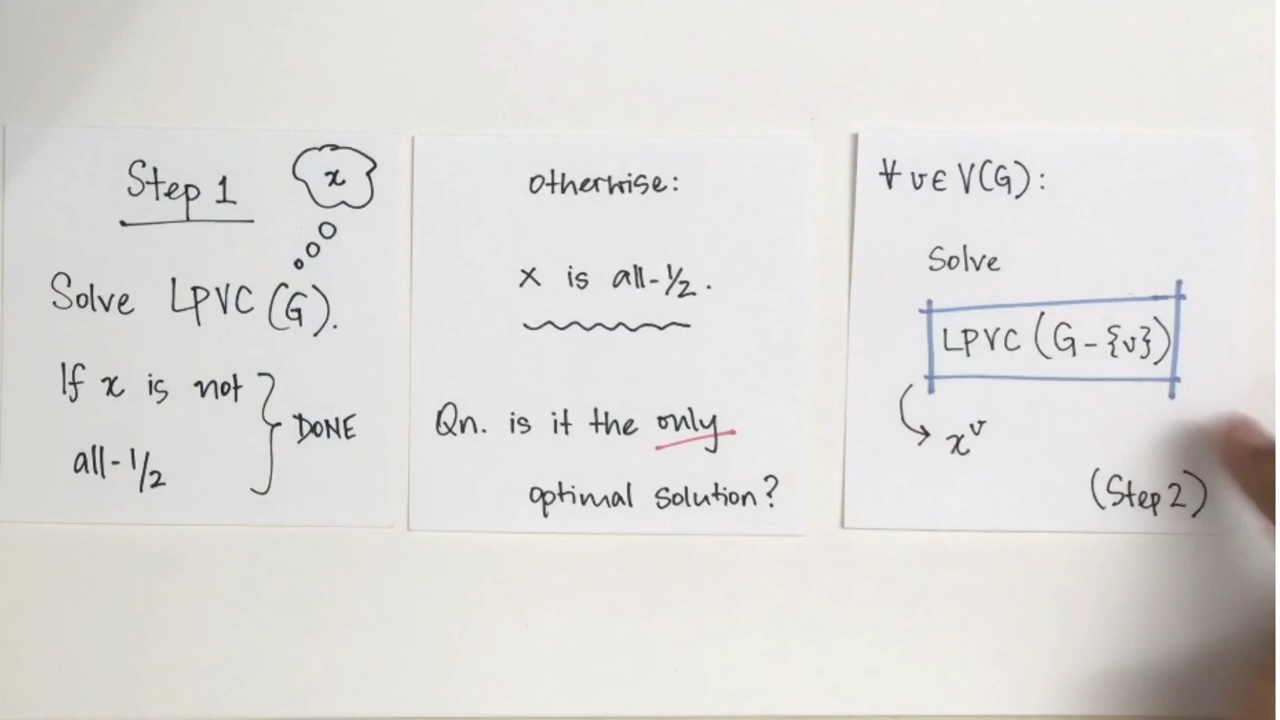 Step 1
x
Solve LPVC (G).
If x is not
all-1/2
DONE
otherwise:
x is all-1/2.
Qn. is it the only
optimal solution?
∀ v ∈ V(G):
Solve
LPVC (G-{v})
xᵛ
(Step 2)